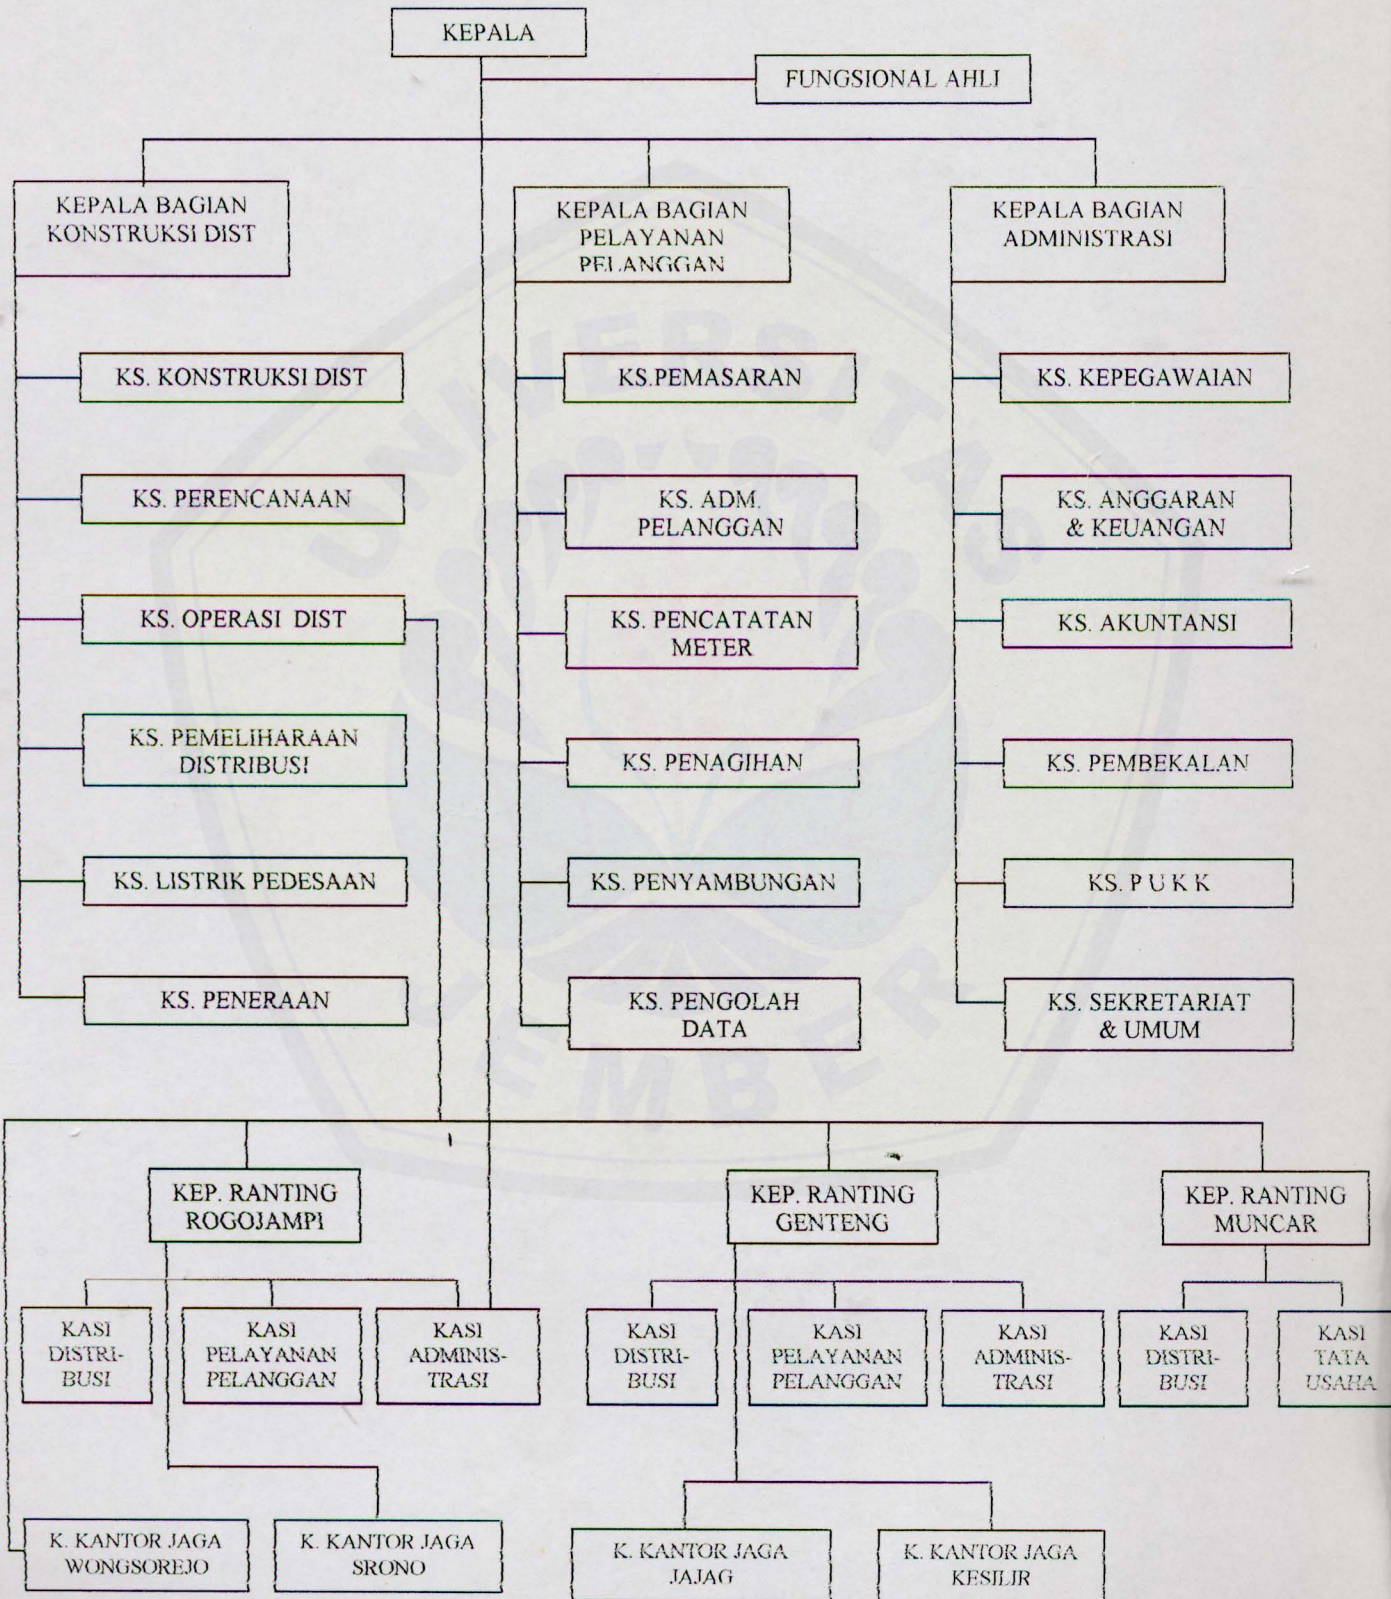 KEPALA
FUNGSIONAL AHLI
KEPALA BAGIAN
KONSTRUKSI DIST
KEPALA BAGIAN
PELAYANAN
PELANGGAN
KEPALA BAGIAN
ADMINISTRASI
KS. KONSTRUKSI DIST
KS.PEMASARAN
KS. KEPEGAWAIAN
KS. PERENCANAAN
KS. ADM.
PELANGGAN
KS. ANGGARAN
& KEUANGAN
KS. OPERASI DIST
KS. PENCATATAN
METER
KS. AKUNTANSI
KS. PEMELIHARAAN
DISTRIBUSI
KS. PENAGIHAN
KS. PEMBEKALAN
KS. LISTRIK PEDESAAN
KS. PENYAMBUNGAN
KS. P U K K
KS. PENERAAN
KS. PENGOLAH
DATA
KS. SEKRETARIAT
& UMUM
KEP. RANTING
ROGOJAMPI
KEP. RANTING
GENTENG
KEP. RANTING
MUNCAR
KASI
DISTRI-
BUSI
KASI
PELAYANAN
PELANGGAN
KASI
ADMINIS-
TRASI
KASI
DISTRI-
BUSI
KASI
PELAYANAN
PELANGGAN
KASI
ADMINIS-
TRASI
KASI
DISTRI-
BUSI
KASI
TATA
USAHA
K. KANTOR JAGA
WONGSOREJO
K. KANTOR JAGA
SRONO
K. KANTOR JAGA
JAJAG
K. KANTOR JAGA
KESILIR
UNIVERSITAS
JEMBER